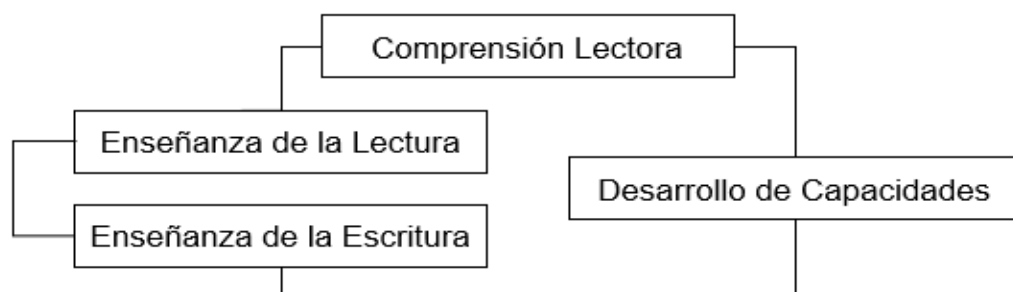 Comprensión Lectora
Enseñanza de la Lectura
Desarrollo de Capacidades
Enseñanza de la Escritura